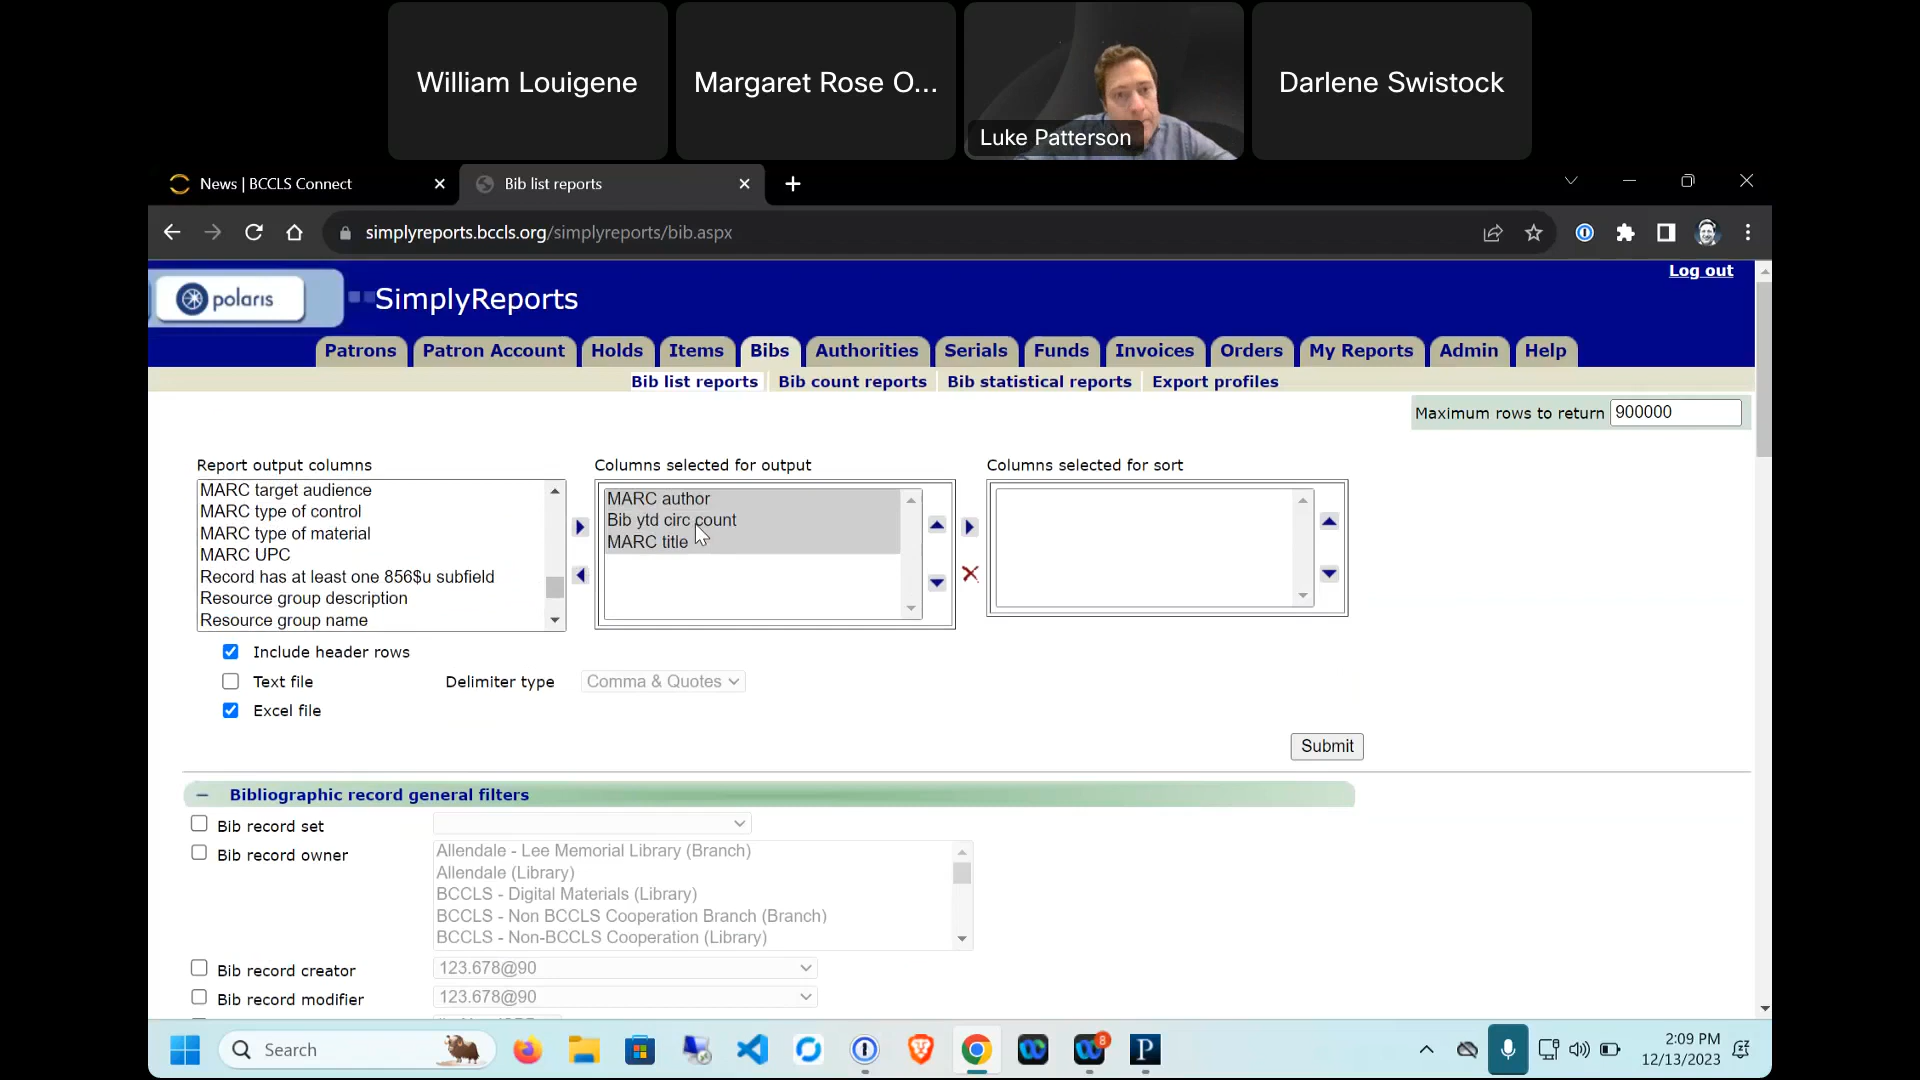 William Louigene
Margaret Rose O...
Luke Patterson
Darlene Swistock
News | BCCLS Connect
Bib list reports
simplyreports.bccls.org/simplyreports/bib.aspx
Log out
polaris
SimplyReports
Patrons
Patron Account
Holds
Items
Bibs
Authorities
Serials
Funds
Invoices
Orders
My Reports
Admin
Help
Bib list reports
Bib count reports
Bib statistical reports
Export profiles
Maximum rows to return 900000
Report output columns
MARC target audience
MARC type of control
MARC type of material
MARC UPC
Record has at least one 856$u subfield
Resource group description
Resource group name
Columns selected for output
MARC author
Bib ytd circ count
MARC title
Columns selected for sort
Include header rows
Text file
Delimiter type
Comma & Quotes
Excel file
Submit
Bibliographic record general filters
Bib record set
Bib record owner
Allendale - Lee Memorial Library (Branch)
Allendale (Library)
BCCLS - Digital Materials (Library)
BCCLS - Non BCCLS Cooperation Branch (Branch)
BCCLS - Non-BCCLS Cooperation (Library)
Bib record creator
123.678@90
Bib record modifier
123.678@90
Search
8
P
2:09 PM
12/13/2023